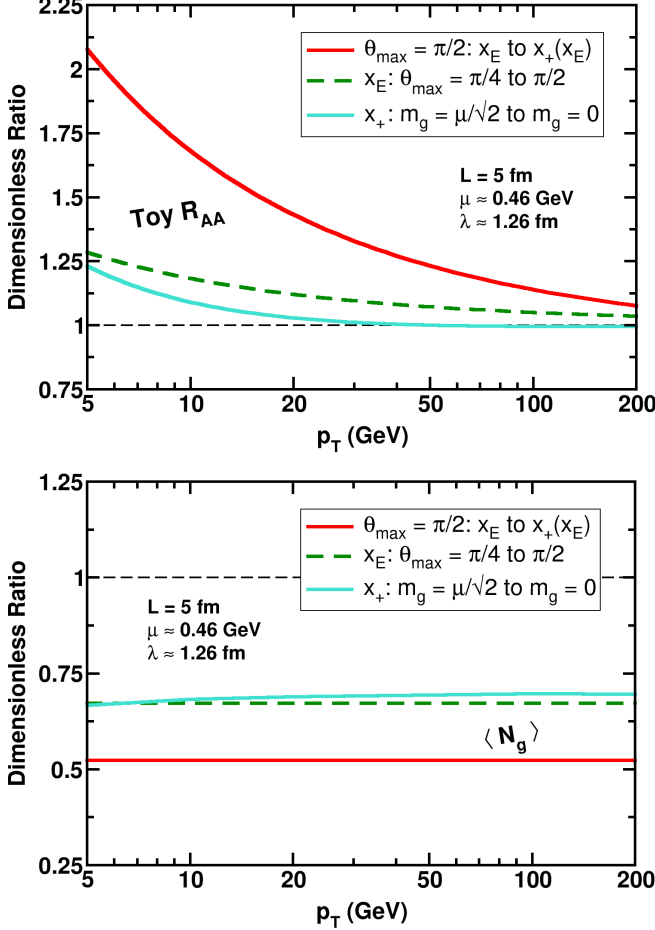 2.25
2
1.75
1.5
1.25
1
0.75
Dimensionless Ratio
θmax = π/2: xE to x+(xE)
xE: θmax = π/4 to π/2
x+: mg = μ/√2 to mg = 0
L = 5 fm
μ ≈ 0.46 GeV
λ ≈ 1.26 fm
Toy RAA
5 10 20 50 100 200
pT (GeV)
1.25
1
0.75
0.5
0.25
Dimensionless Ratio
θmax = π/2: xE to x+(xE)
xE: θmax = π/4 to π/2
x+: mg = μ/√2 to mg = 0
L = 5 fm
μ ≈ 0.46 GeV
λ ≈ 1.26 fm
⟨ Ng ⟩
5 10 20 50 100 200
pT (GeV)